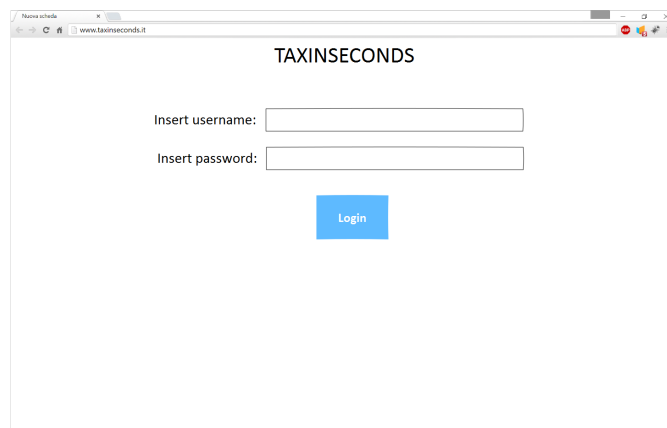 Nuova scheda
www.taxinseconds.it
TAXINSECONDS
Insert username:
Insert password:
Login